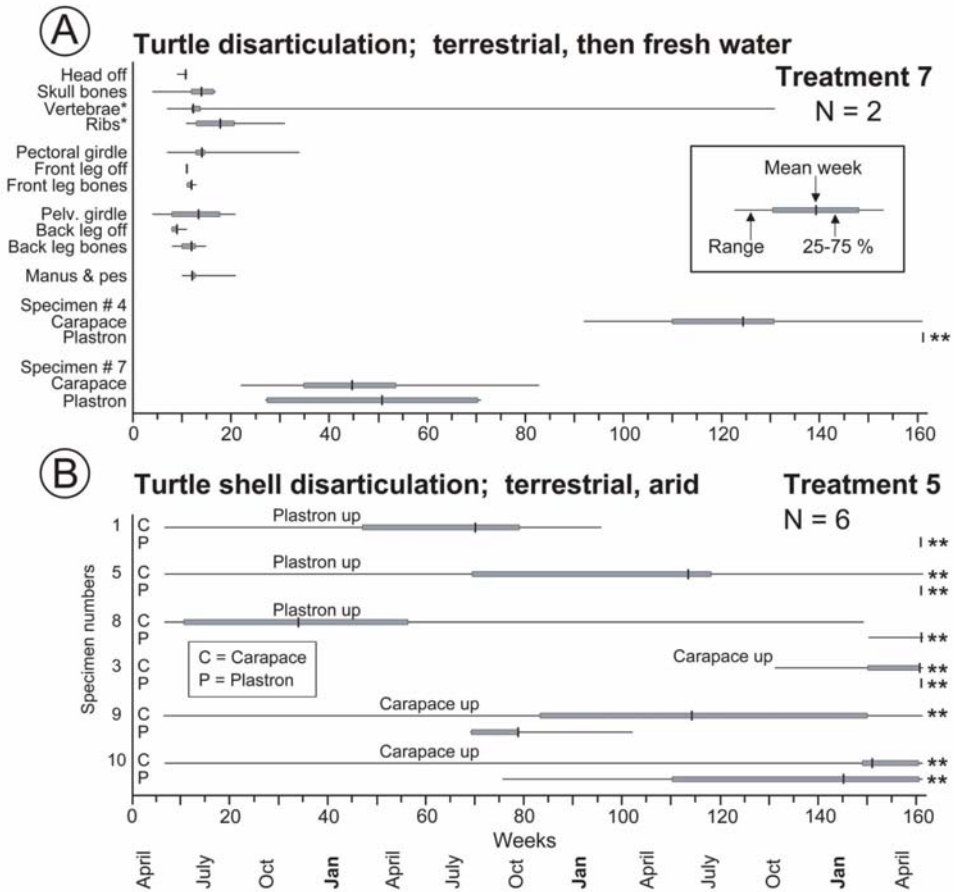 A
Turtle disarticulation; terrestrial, then fresh water
Treatment 7
N = 2
Head off
Skull bones
Vertebrae*
Ribs*
Pectoral girdle
Front leg off
Front leg bones
Pelv. girdle
Back leg off
Back leg bones
Manus & pes
Specimen # 4
Carapace
Plastron
**
Specimen # 7
Carapace
Plastron
Mean week
Range
25-75 %
0 20 40 60 80 100 120 140 160
B
Turtle shell disarticulation; terrestrial, arid
Treatment 5
N = 6
Specimen numbers
1 C Plastron up
P **
5 C Plastron up **
P **
8 C Plastron up
P **
C = Carapace
P = Plastron
3 C Carapace up **
P **
9 C Carapace up **
P
10 C Carapace up **
P **
0 20 40 60 80 100 120 140 160
Weeks
April July Oct Jan April July Oct Jan April July Oct Jan April